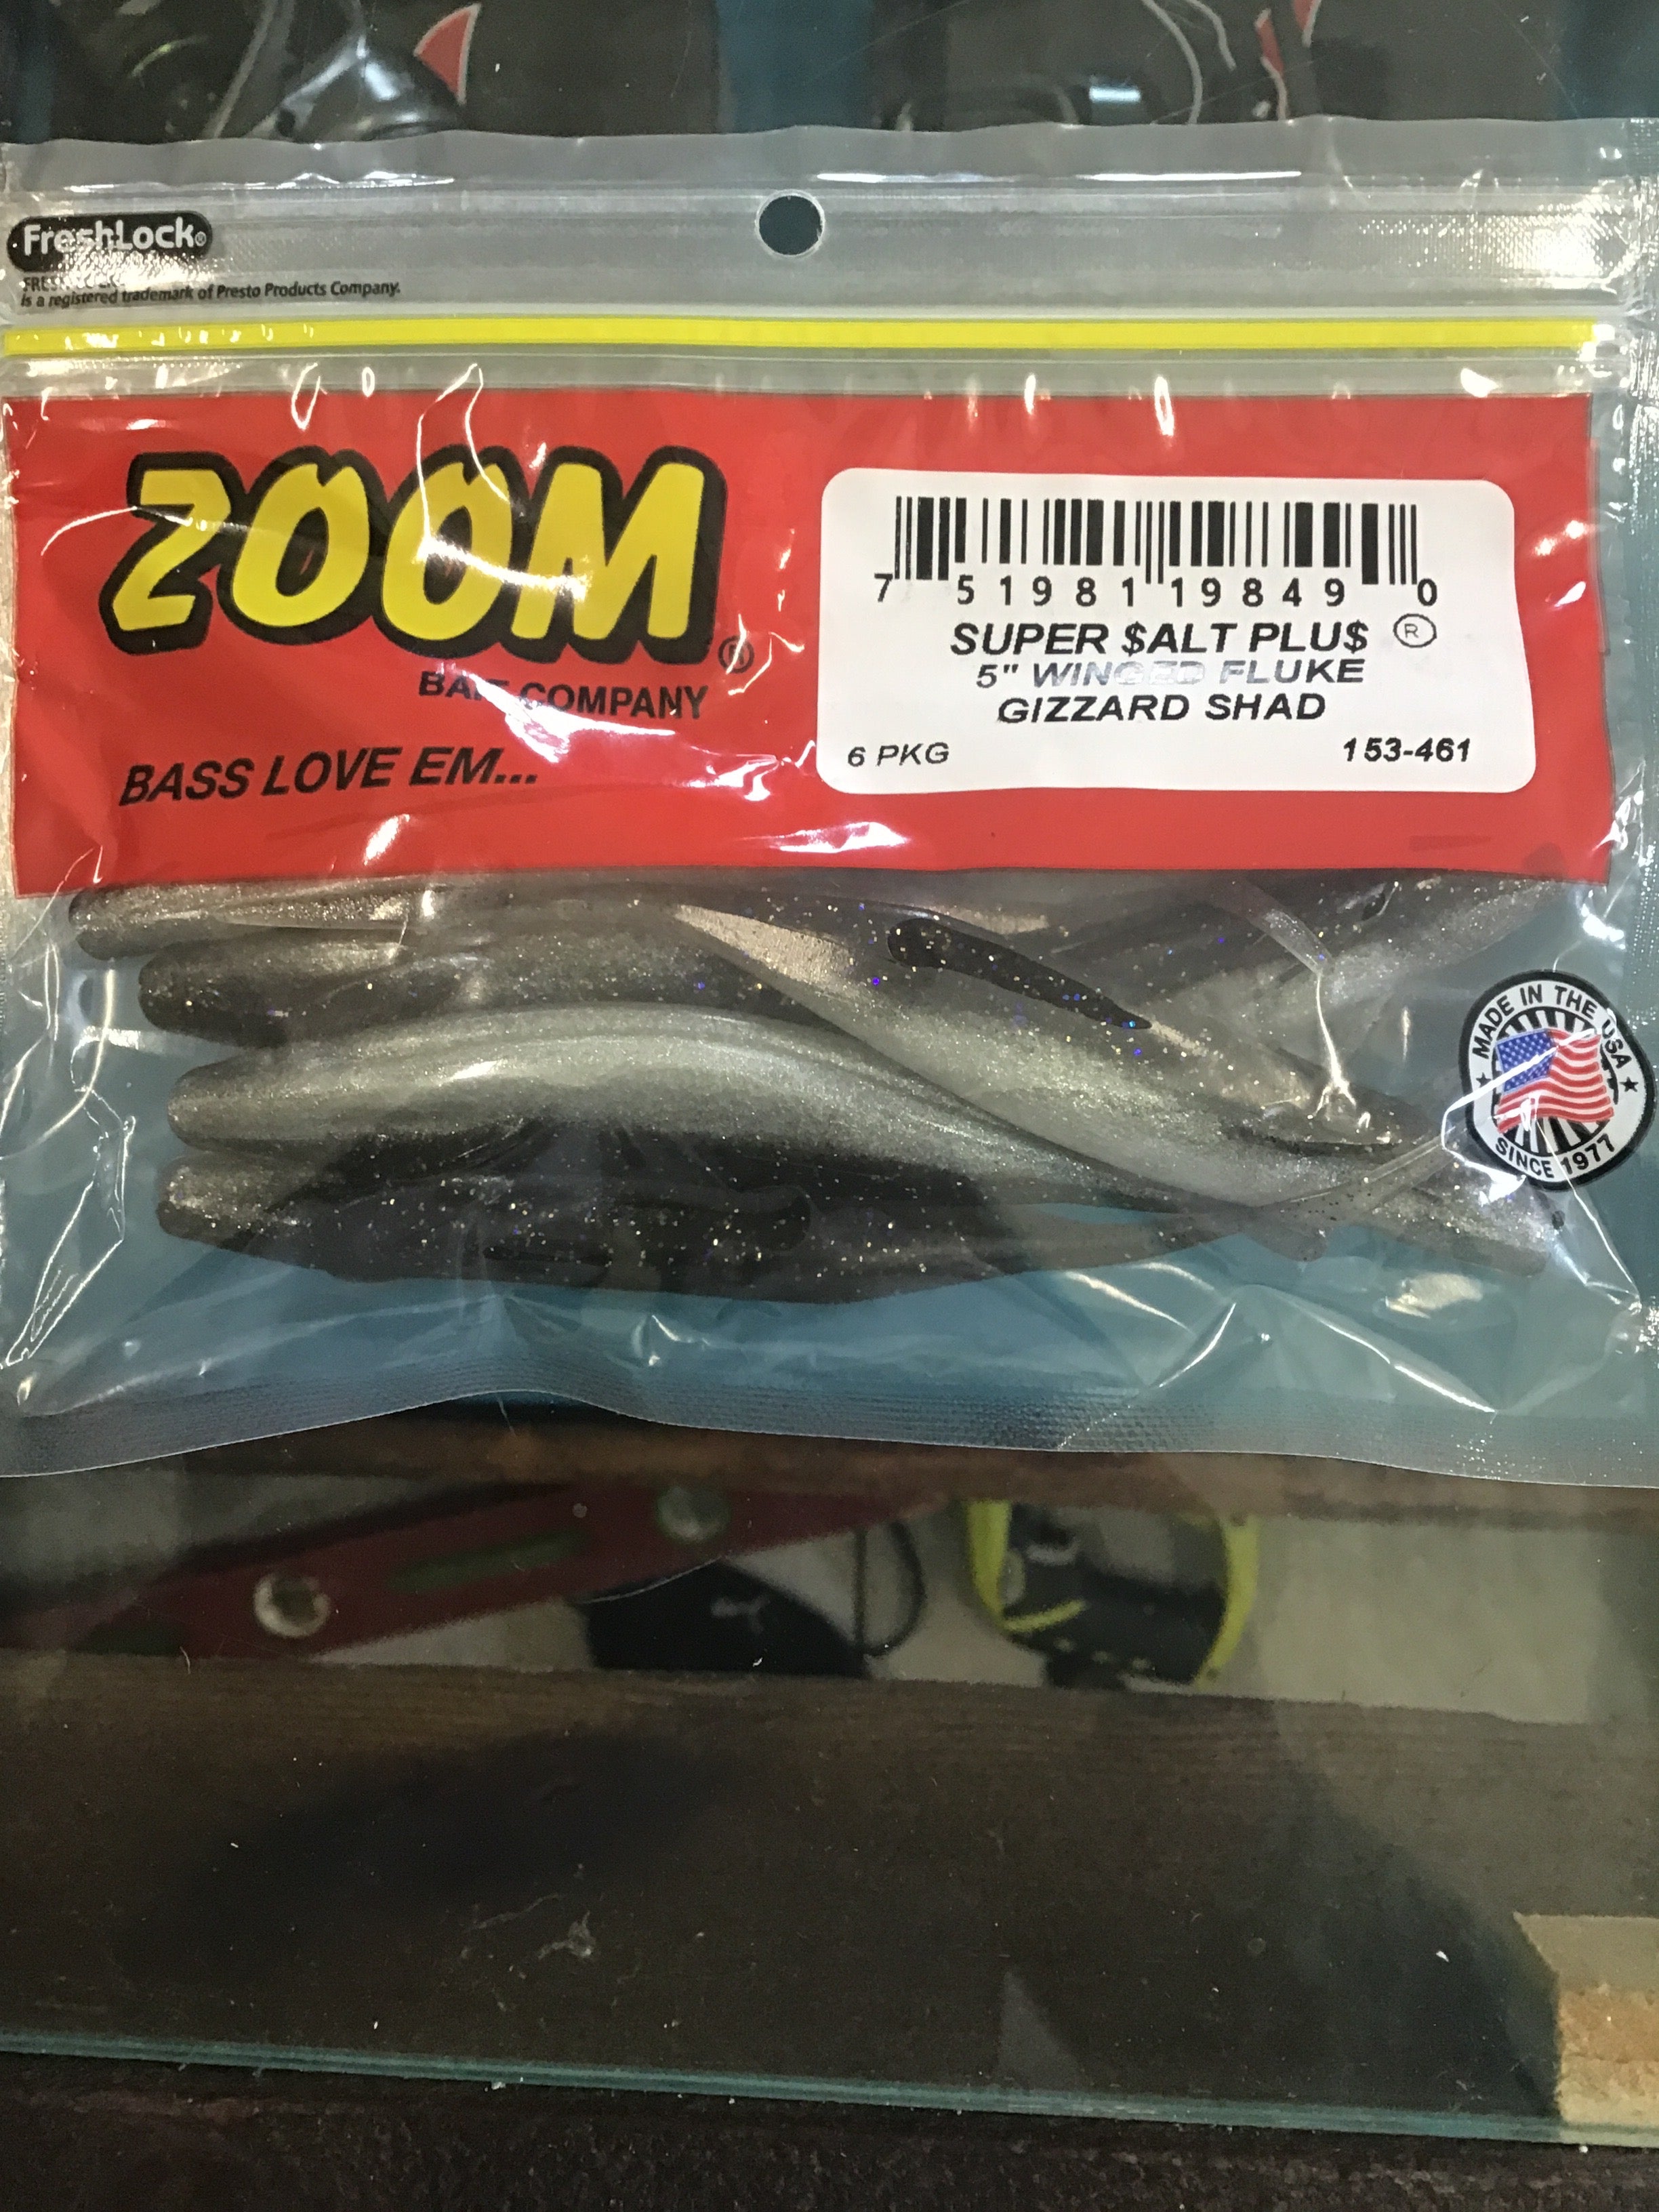 FreshLock®
is a registered trademark of Presto Products Company.
ZOOM®
BAIT COMPANY
BASS LOVE EM...
7 51981 19849 0
SUPER $ALT PLU$ ®
5" WINGED FLUKE
GIZZARD SHAD
6 PKG 153-461
MADE IN THE USA
SINCE 1977